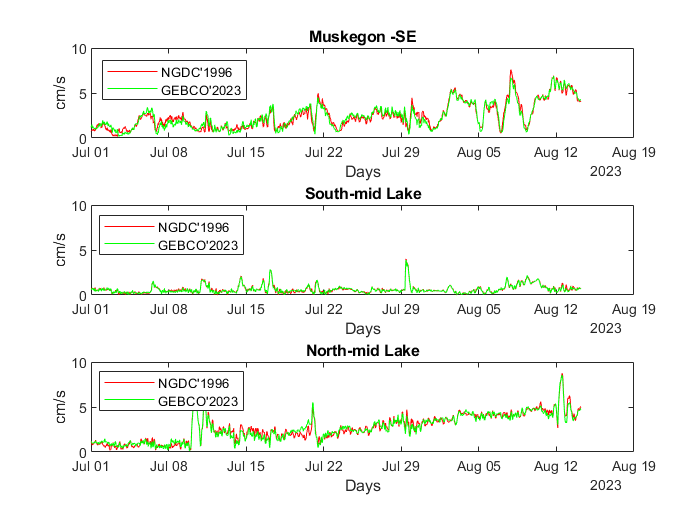 Muskegon -SE
10
5
0
cm/s
NGDC'1996
GEBCO'2023
Jul 01 Jul 08 Jul 15 Jul 22 Jul 29 Aug 05 Aug 12 Aug 19
Days
2023
South-mid Lake
10
5
0
cm/s
NGDC'1996
GEBCO'2023
Jul 01 Jul 08 Jul 15 Jul 22 Jul 29 Aug 05 Aug 12 Aug 19
Days
2023
North-mid Lake
10
5
0
cm/s
NGDC'1996
GEBCO'2023
Jul 01 Jul 08 Jul 15 Jul 22 Jul 29 Aug 05 Aug 12 Aug 19
Days
2023